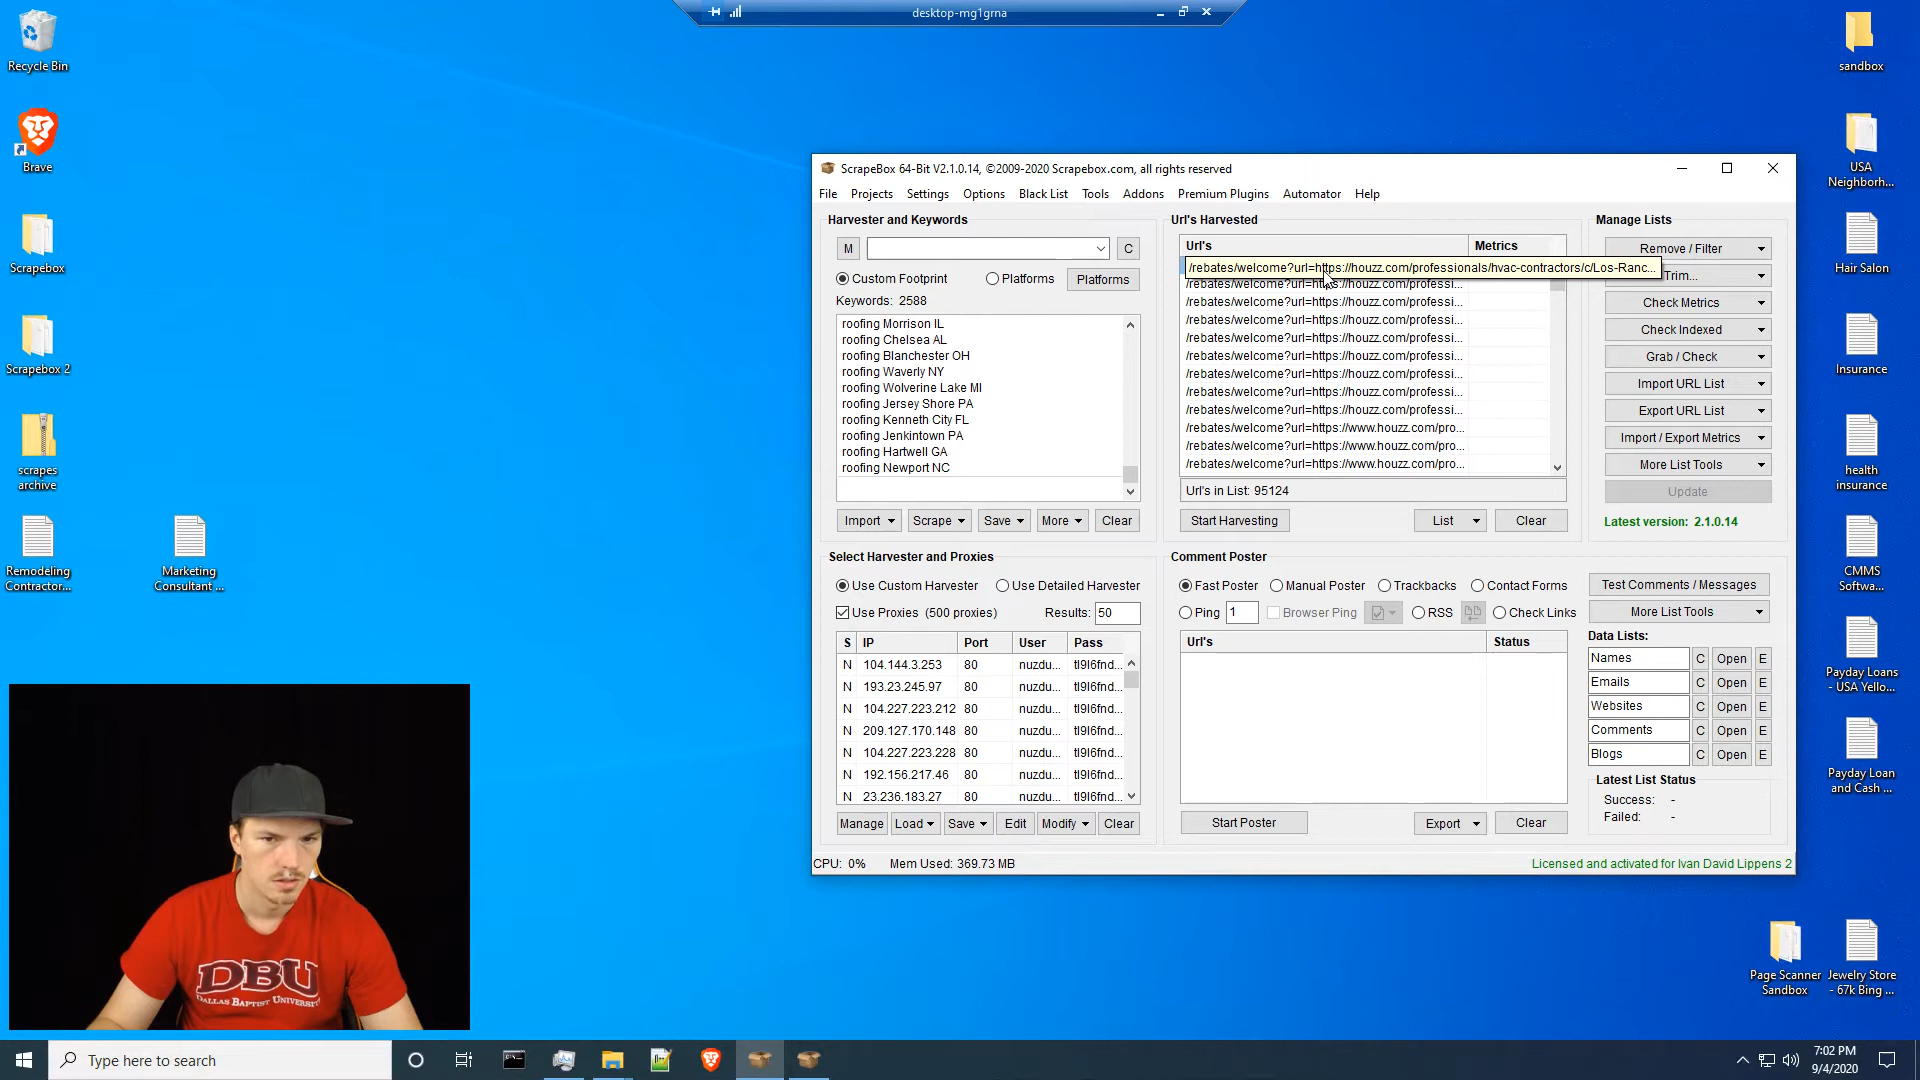 desktop-mg1grna
Recycle Bin
Brave
Scrapebox
Scrapebox 2
scrapes
archive
Remodeling
Contractor...
Marketing
Consultant ...
sandbox
USA
Neighborh...
Hair Salon
Insurance
health
insurance
CMMS
Softwa...
Payday Loans
- USA Yello...
Payday Loan
and Cash ...
Page Scanner
Sandbox
Jewelry Store
- 67k Bing ...
ScrapeBox 64-Bit V2.1.0.14, ©2009-2020 Scrapebox.com, all rights reserved
File Projects Settings Options Black List Tools Addons Premium Plugins Automator Help
Harvester and Keywords
M C
Custom Footprint Platforms Platforms
Keywords: 2588
roofing Morrison IL
roofing Chelsea AL
roofing Blanchester OH
roofing Waverly NY
roofing Wolverine Lake MI
roofing Jersey Shore PA
roofing Kenneth City FL
roofing Jenkintown PA
roofing Hartwell GA
roofing Newport NC
Import Scrape Save More Clear
Url's Harvested
Url's Metrics
/rebates/welcome?url=https://houzz.com/professionals/hvac-contractors/c/Los-Ranc...
/rebates/welcome?url=https://houzz.com/professi...
/rebates/welcome?url=https://houzz.com/professi...
/rebates/welcome?url=https://houzz.com/professi...
/rebates/welcome?url=https://houzz.com/professi...
/rebates/welcome?url=https://houzz.com/professi...
/rebates/welcome?url=https://houzz.com/professi...
/rebates/welcome?url=https://houzz.com/professi...
/rebates/welcome?url=https://houzz.com/professi...
/rebates/welcome?url=https://www.houzz.com/pro...
/rebates/welcome?url=https://www.houzz.com/pro...
/rebates/welcome?url=https://www.houzz.com/pro...
Url's in List: 95124
Start Harvesting List Clear
Manage Lists
Remove / Filter
Trim...
Check Metrics
Check Indexed
Grab / Check
Import URL List
Export URL List
Import / Export Metrics
More List Tools
Update
Latest version: 2.1.0.14
Select Harvester and Proxies
Use Custom Harvester Use Detailed Harvester
Use Proxies (500 proxies) Results: 50
S IP Port User Pass
N 104.144.3.253 80 nuzdu... tl9l6fnd...
N 193.23.245.97 80 nuzdu... tl9l6fnd...
N 104.227.223.212 80 nuzdu... tl9l6fnd...
N 209.127.170.148 80 nuzdu... tl9l6fnd...
N 104.227.223.228 80 nuzdu... tl9l6fnd...
N 192.156.217.46 80 nuzdu... tl9l6fnd...
N 23.236.183.27 80 nuzdu... tl9l6fnd...
Manage Load Save Edit Modify Clear
Comment Poster
Fast Poster Manual Poster Trackbacks Contact Forms
Ping 1 Browser Ping RSS Check Links
Url's Status
Start Poster Export Clear
Test Comments / Messages
More List Tools
Data Lists:
Names C Open E
Emails C Open E
Websites C Open E
Comments C Open E
Blogs C Open E
Latest List Status
Success: -
Failed: -
CPU: 0% Mem Used: 369.73 MB
Licensed and activated for Ivan David Lippens 2
DBU
DALLAS BAPTIST UNIVERSITY
Type here to search
7:02 PM
9/4/2020